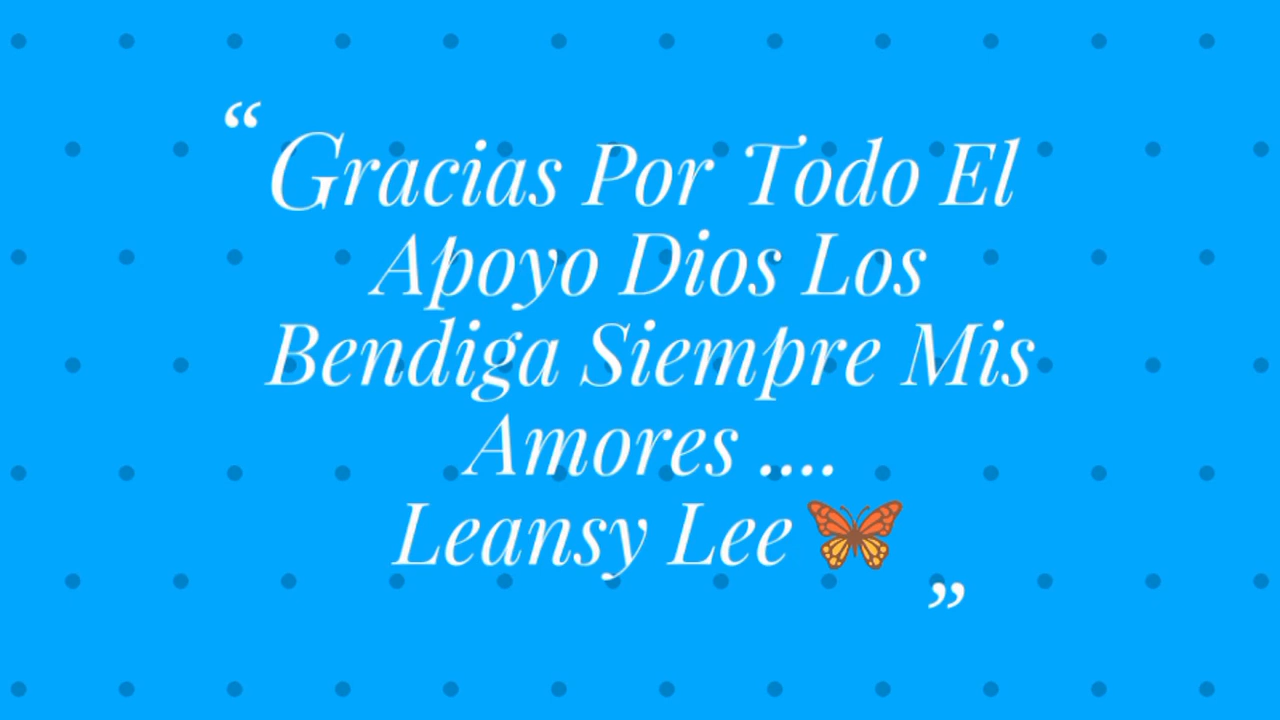 “Gracias Por Todo El
Apoyo Dios Los
Bendiga Siempre Mis
Amores ....
Leansy Lee 🦋
”